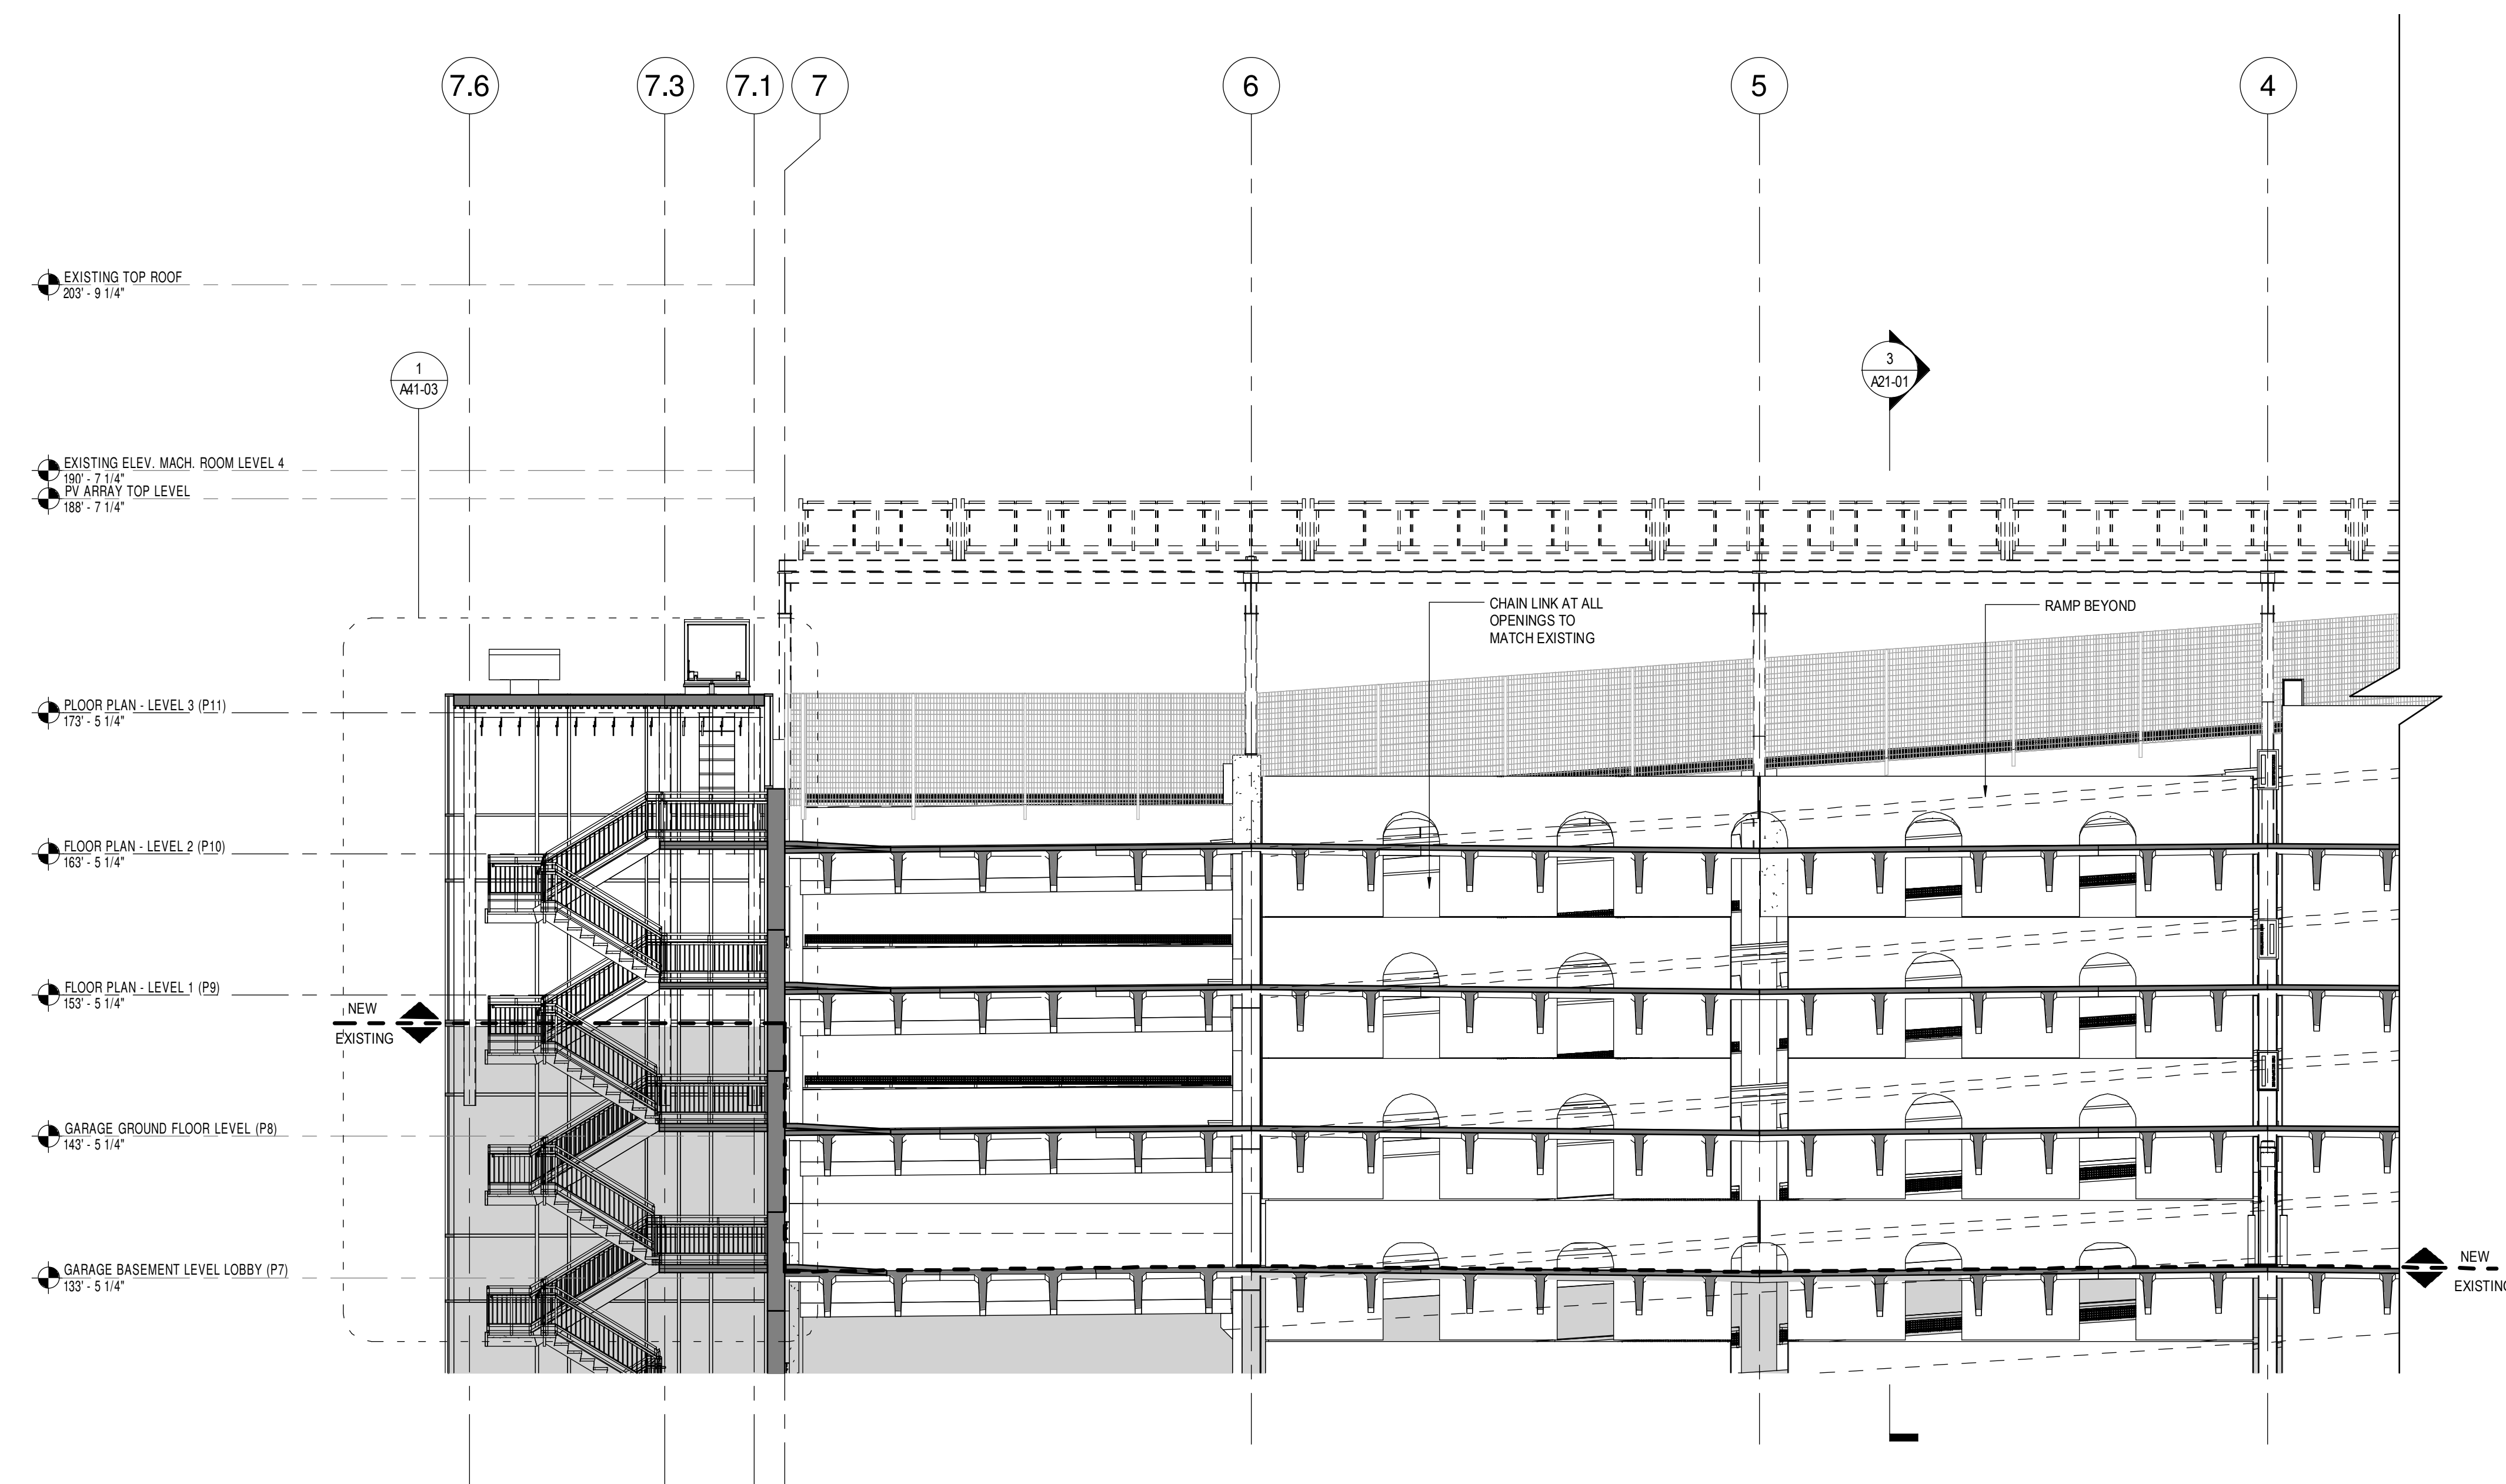 7.6
7.3
7.1
7
6
5
4
EXISTING TOP ROOF
203' - 9 1/4"
1
A41-03
3
A21-01
EXISTING ELEV. MACH. ROOM LEVEL 4
190' - 7 1/4"
PV ARRAY TOP LEVEL
188' - 7 1/4"
CHAIN LINK AT ALL
OPENINGS TO
MATCH EXISTING
RAMP BEYOND
PLOOR PLAN - LEVEL 3 (P11)
173' - 5 1/4"
FLOOR PLAN - LEVEL 2 (P10)
163' - 5 1/4"
FLOOR PLAN - LEVEL 1 (P9)
153' - 5 1/4"
NEW
EXISTING
GARAGE GROUND FLOOR LEVEL (P8)
143' - 5 1/4"
GARAGE BASEMENT LEVEL LOBBY (P7)
133' - 5 1/4"
NEW
EXISTING